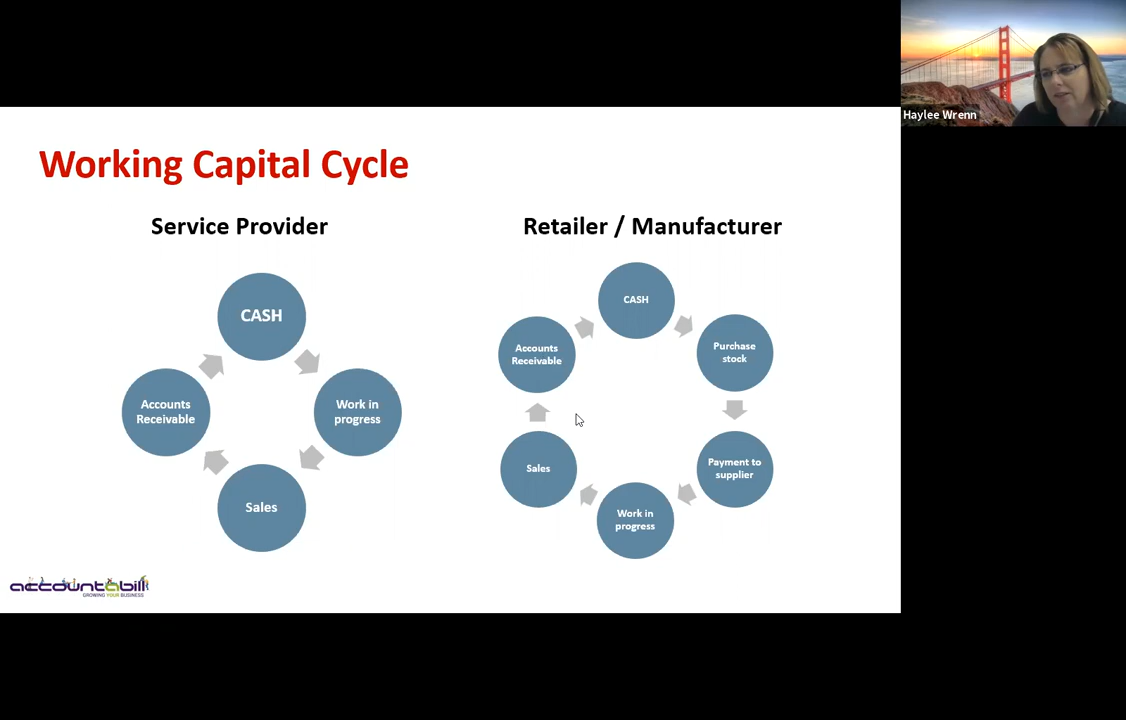 Haylee Wrenn
Working Capital Cycle
Service Provider
CASH
Work in
progress
Sales
Accounts
Receivable
Retailer / Manufacturer
CASH
Purchase
stock
Payment to
supplier
Work in
progress
Sales
Accounts
Receivable
accountabill
GROWING YOUR BUSINESS